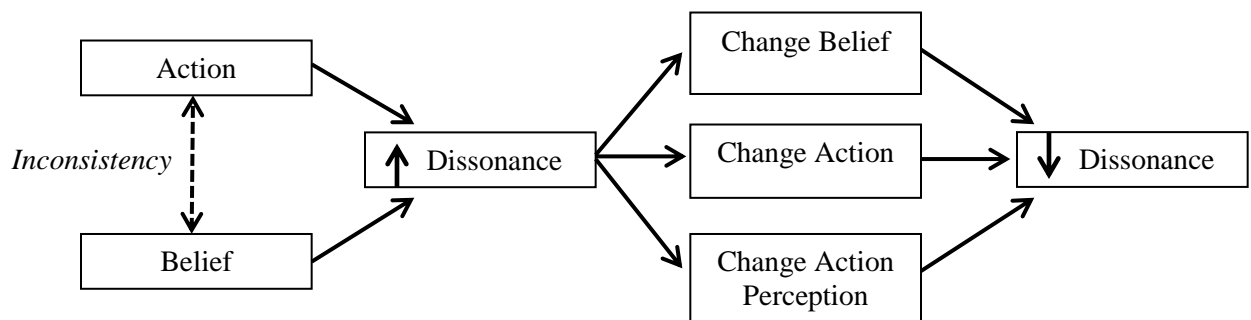 Action
Inconsistency
Belief
Dissonance
Change Belief
Change Action
Change Action
Perception
Dissonance